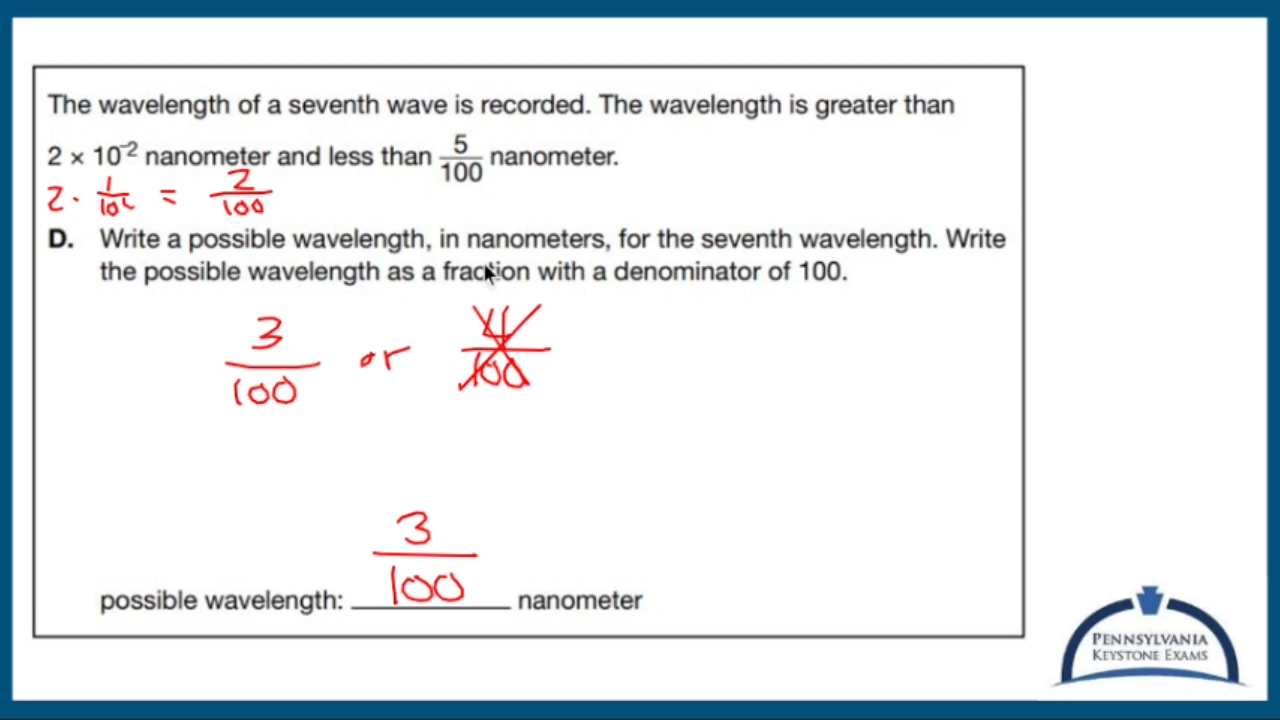 The wavelength of a seventh wave is recorded. The wavelength is greater than
2 × 10⁻² nanometer and less than 5/100 nanometer.
2 · 1/100 = 2/100
D. Write a possible wavelength, in nanometers, for the seventh wavelength. Write
the possible wavelength as a fraction with a denominator of 100.
3/100 or 4/100
possible wavelength: 3/100 nanometer
PENNSYLVANIA
KEYSTONE EXAMS